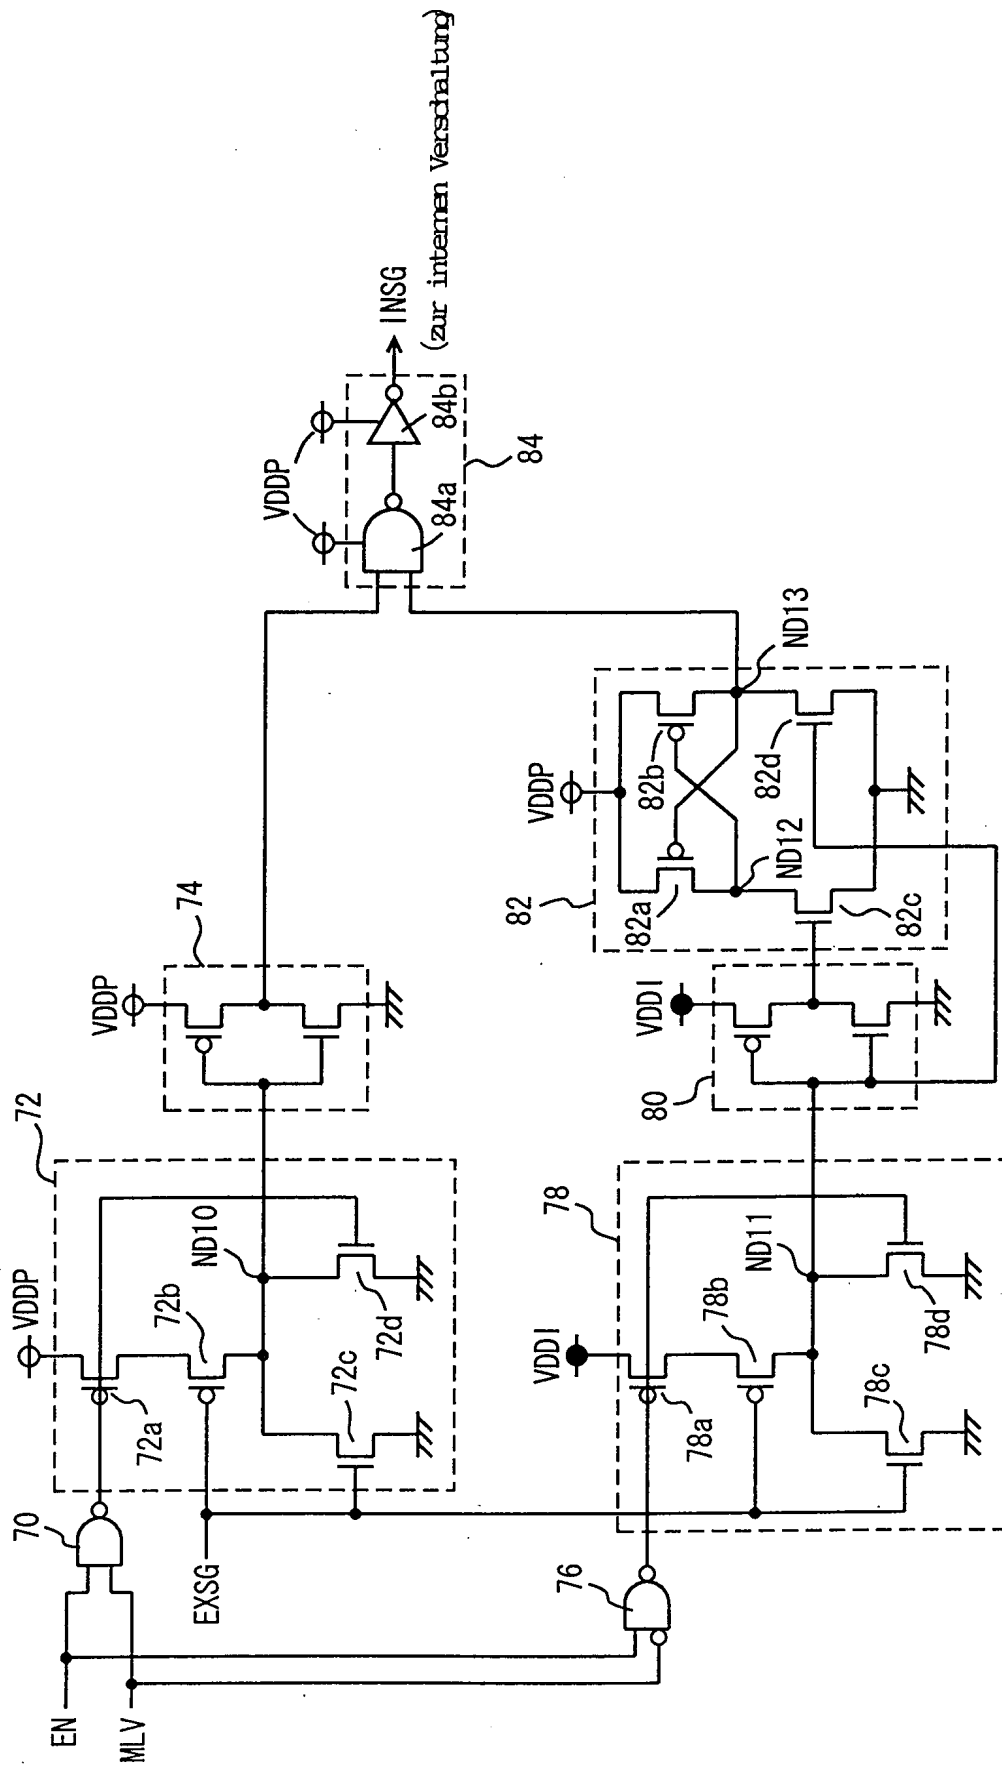 EN
MLV
EXSG
70
72
VDDP
72a
72b
72c
72d
ND10
74
VDDP
76
78
VDDI
78a
78b
78c
78d
ND11
80
VDDI
82
VDDP
82a
82b
82c
82d
ND12
ND13
VDDP
84a
84b
84
INSG
(zur internen Verschaltung)